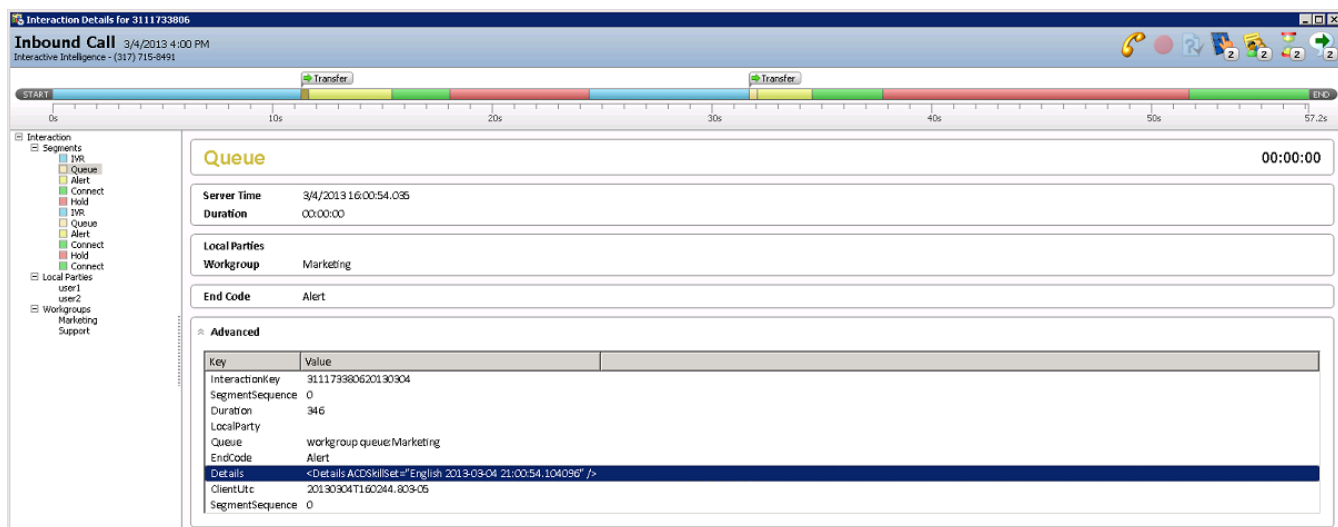 Interaction Details for 3111733806
Inbound Call 3/4/2013 4:00 PM
Interactive Intelligence - (317) 715-8491
2 2 2 2
Transfer Transfer
START END
0s 10s 20s 30s 40s 50s 57.2s
Interaction
Segments
IVR
Queue
Alert
Connect
Hold
IVR
Queue
Alert
Connect
Hold
Connect
Local Parties
user1
user2
Workgroups
Marketing
Support
Queue 00:00:00
Server Time 3/4/2013 16:00:54.035
Duration 00:00:00
Local Parties
Workgroup Marketing
End Code Alert
Advanced
Key Value
InteractionKey 311173380620130304
SegmentSequence 0
Duration 346
LocalParty
Queue workgroup queue:Marketing
EndCode Alert
Details <Details ACDSkillSet="English 2013-03-04 21:00:54.104096" />
ClientUtc 20130304T160244.803-05
SegmentSequence 0